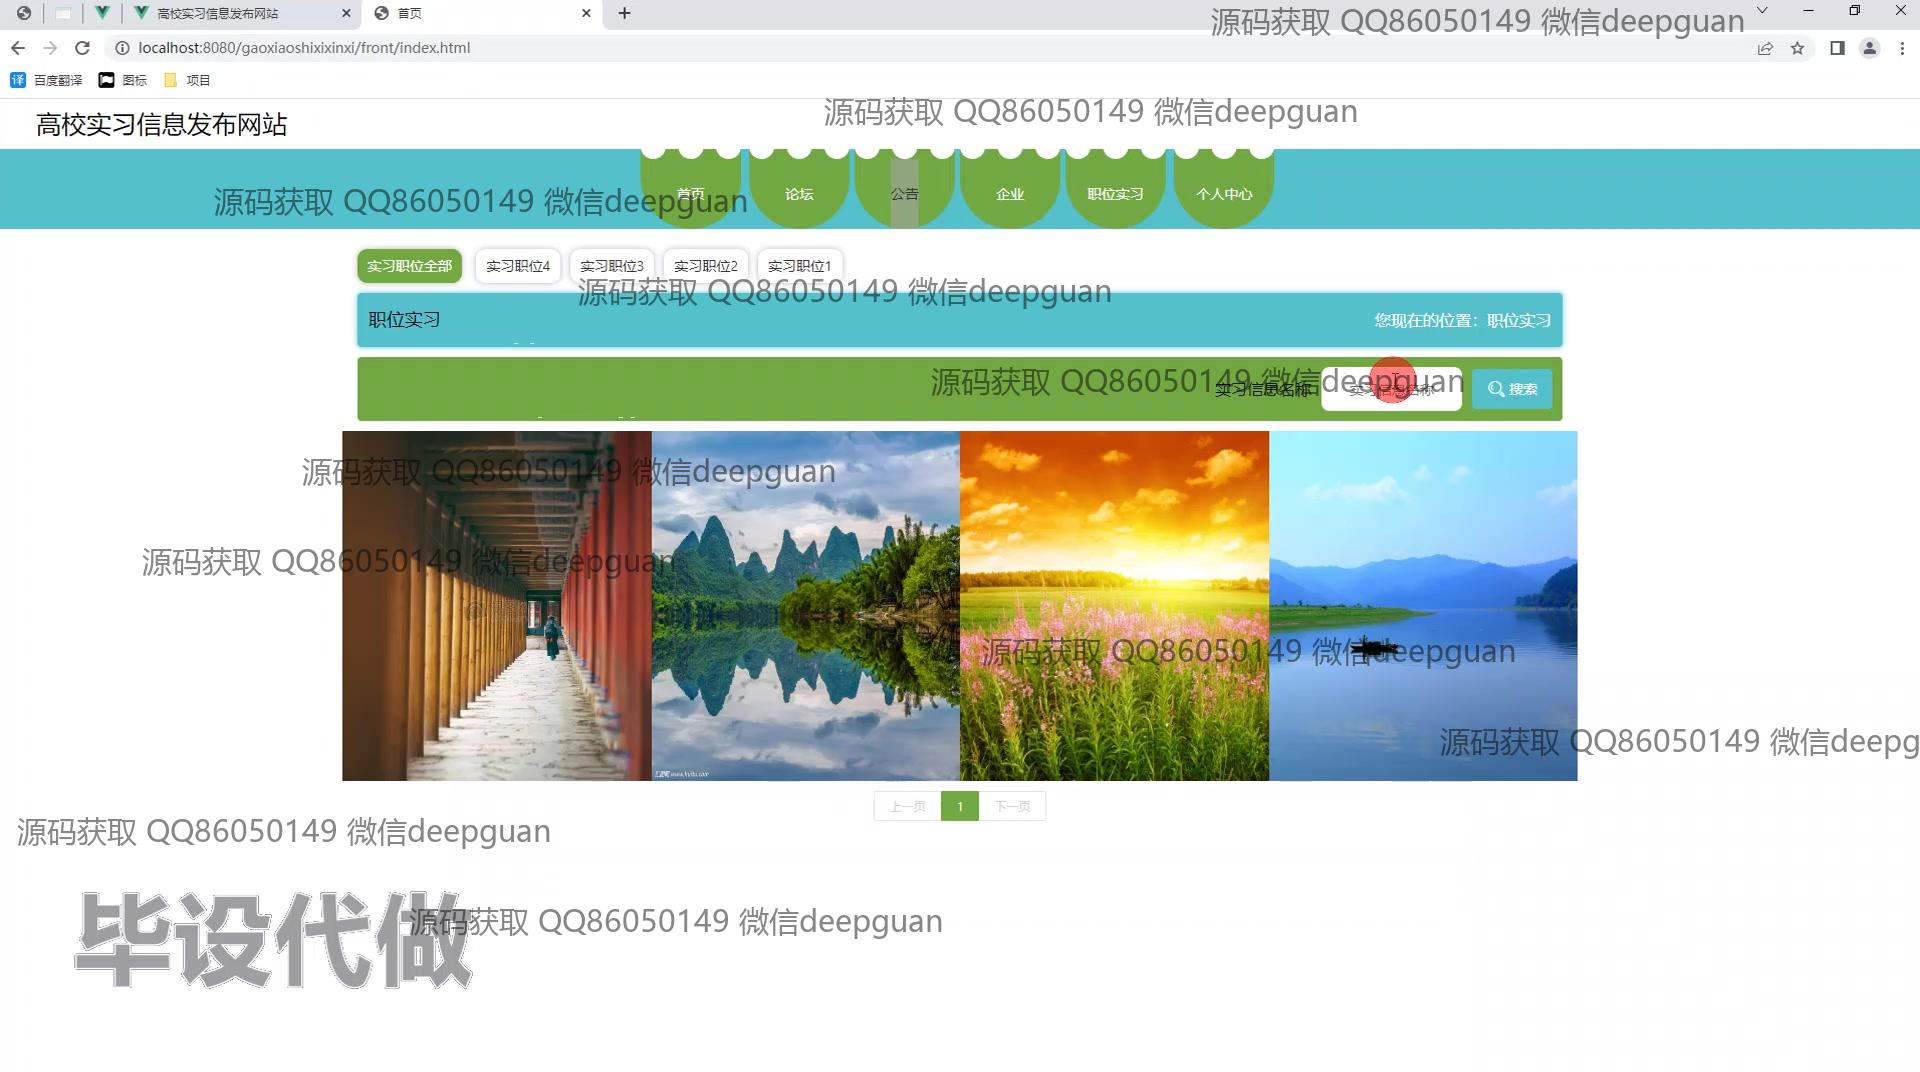 高校实习信息发布网站
首页
源码获取 QQ86050149 微信deepguan
localhost:8080/gaoxiaoshixixinxi/front/index.html
译 百度翻译 图标 项目
高校实习信息发布网站
源码获取 QQ86050149 微信deepguan
首页 论坛 公告 企业 职位实习 个人中心
源码获取 QQ86050149 微信deepguan
实习职位全部 实习职位4 实习职位3 实习职位2 实习职位1
源码获取 QQ86050149 微信deepguan
职位实习 您现在的位置：职位实习
源码获取 QQ86050149 微信deepguan
实习信息名称 实习信息名称 搜索
源码获取 QQ86050149 微信deepguan
源码获取 QQ86050149 微信deepguan
源码获取 QQ86050149 微信deepguan
源码获取 QQ86050149 微信deepg
上一页 1 下一页
源码获取 QQ86050149 微信deepguan
毕设代做
源码获取 QQ86050149 微信deepguan